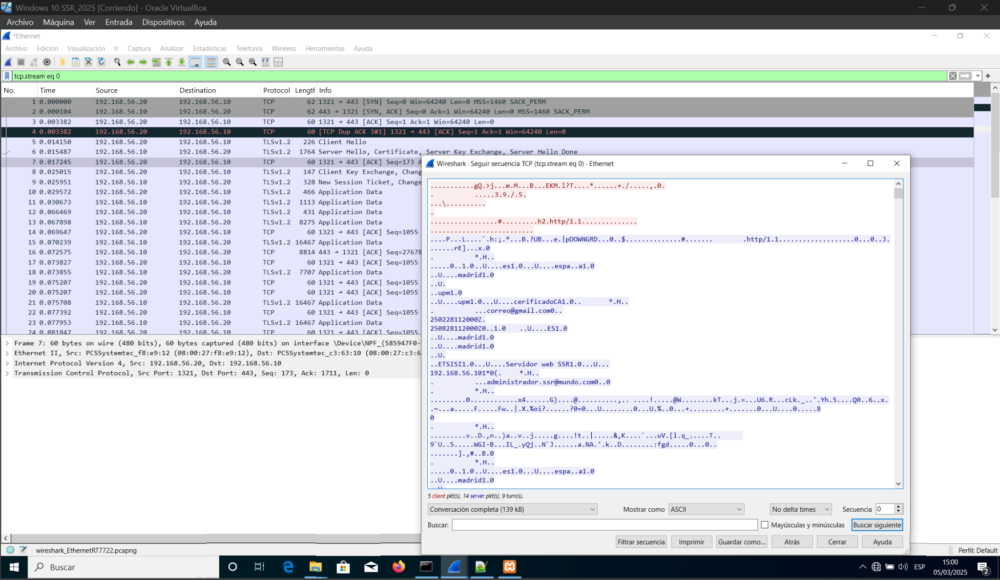 Windows 10 SSR_2025 [Corriendo] - Oracle VirtualBox
Archivo Máquina Ver Entrada Dispositivos Ayuda
*Ethernet
Archivo Edición Visualización Ir Captura Analizar Estadísticas Telefonía Wireless Herramientas Ayuda
tcp.stream eq 0
No. Time Source Destination Protocol Length Info
1 0.000000 192.168.56.20 192.168.56.10 TCP 62 1321 → 443 [SYN] Seq=0 Win=64240 Len=0 MSS=1460 SACK_PERM
2 0.000104 192.168.56.10 192.168.56.20 TCP 62 443 → 1321 [SYN, ACK] Seq=0 Ack=1 Win=64240 Len=0 MSS=1460 SACK_PERM
3 0.003382 192.168.56.20 192.168.56.10 TCP 60 1321 → 443 [ACK] Seq=1 Ack=1 Win=64240 Len=0
4 0.003382 192.168.56.20 192.168.56.10 TCP 60 [TCP Dup ACK 3#1] 1321 → 443 [ACK] Seq=1 Ack=1 Win=64240 Len=0
5 0.014150 192.168.56.20 192.168.56.10 TLSv1.2 226 Client Hello
6 0.015487 192.168.56.10 192.168.56.20 TLSv1.2 1764 Server Hello, Certificate, Server Key Exchange, Server Hello Done
7 0.017245 192.168.56.20 192.168.56.10 TCP 60 1321 → 443 [ACK] Seq=173 A
8 0.025015 192.168.56.20 192.168.56.10 TLSv1.2 147 Client Key Exchange, Chang
9 0.025951 192.168.56.10 192.168.56.20 TLSv1.2 328 New Session Ticket, Change
10 0.029572 192.168.56.20 192.168.56.10 TLSv1.2 466 Application Data
11 0.030673 192.168.56.10 192.168.56.20 TLSv1.2 1113 Application Data
12 0.066469 192.168.56.20 192.168.56.10 TLSv1.2 431 Application Data
13 0.067898 192.168.56.10 192.168.56.20 TLSv1.2 8275 Application Data
14 0.069647 192.168.56.20 192.168.56.10 TCP 60 1321 → 443 [ACK] Seq=1055
15 0.070239 192.168.56.10 192.168.56.20 TLSv1.2 16467 Application Data
16 0.072575 192.168.56.10 192.168.56.20 TCP 8814 443 → 1321 [ACK] Seq=27678
17 0.073827 192.168.56.20 192.168.56.10 TCP 60 1321 → 443 [ACK] Seq=1055
18 0.073855 192.168.56.10 192.168.56.20 TLSv1.2 7707 Application Data
19 0.075207 192.168.56.20 192.168.56.10 TCP 60 1321 → 443 [ACK] Seq=1055
20 0.075207 192.168.56.20 192.168.56.10 TCP 60 1321 → 443 [ACK] Seq=1055
21 0.075708 192.168.56.10 192.168.56.20 TLSv1.2 16467 Application Data
22 0.077392 192.168.56.20 192.168.56.10 TCP 60 1321 → 443 [ACK] Seq=1055
23 0.077953 192.168.56.10 192.168.56.20 TLSv1.2 16467 Application Data
24 0.081847 192.168.56.20 192.168.56.10 TCP 60 1321 → 443 [ACK] Seq=1055
Frame 7: 60 bytes on wire (480 bits), 60 bytes captured (480 bits) on interface \Device\NPF_{585947F0-
Ethernet II, Src: PCSSystemtec_f8:e9:12 (08:00:27:f8:e9:12), Dst: PCSSystemtec_c3:63:10 (08:00:27:c3:6
Internet Protocol Version 4, Src: 192.168.56.20, Dst: 192.168.56.10
Transmission Control Protocol, Src Port: 1321, Dst Port: 443, Seq: 173, Ack: 1711, Len: 0
Wireshark · Seguir secuencia TCP (tcp.stream eq 0) · Ethernet
...........gQ.>j...m.M...B...EKM.l?T....*......+./.....,.0.
. .....3.9./.5.
...\..........
.
.................#.........h2.http/1.1..............
..........................
....P...L....`.h:;.*...B.?UB...e.|pDOWNGRD...0..$..............#....... .http/1.1...................0...0..J.
......rE]...x.0
. *.H..
.....0..1.0..U....es1.0...U....espa..a1.0
..U....madrid1.0
..U.
..upm1.0
..U....upm1.0...U....cerificadoCA1.0.. *.H..
. ...correo@gmail.com0..
250228112000Z.
250828112000Z0..1.0 ..U....ES1.0
..U....madrid1.0
..U....madrid1.0
..U.
..ETSISI1.0...U....Servidor web SSR1.0...U...
192.168.56.101*0(. *.H..
. ...administrador.ssr@mundo.com0..0
. *.H..
.........0............x4......G}....@..........,.. ....!.....@W........kT...j.=...U6.R...cLk._..'.Yh.5....Q0..6..x.
.~...a.....F.....Fw..|.X.%oi?......?0=0...U........0...U.%..0...+.........+.......0...U....0.....8
0
. *.H..
.........v..D.,n..}a..v..j.....g....!t..|.....&,K....`...uV.[l.q_.....T..
9`U..5.....WGI-B...IL_.yQj..N`J......a.NA.'.k..D........:fgd.....0...0..
.......].,#..B.0
. *.H..
.....0..1.0..U....es1.0...U....espa..a1.0
..U....madrid1.0
..U.
5 client pkt(s), 14 server pkt(s), 9 turn(s).
Conversación completa (139 kB) Mostrar como ASCII No delta times Secuencia 0
Buscar: Mayúsculas y minúsculas Buscar siguiente
Filtrar secuencia Imprimir Guardar como... Atrás Cerrar Ayuda
wireshark_EthernetRT7722.pcapng Perfil: Default
Buscar ESP 15:00
05/03/2025
2